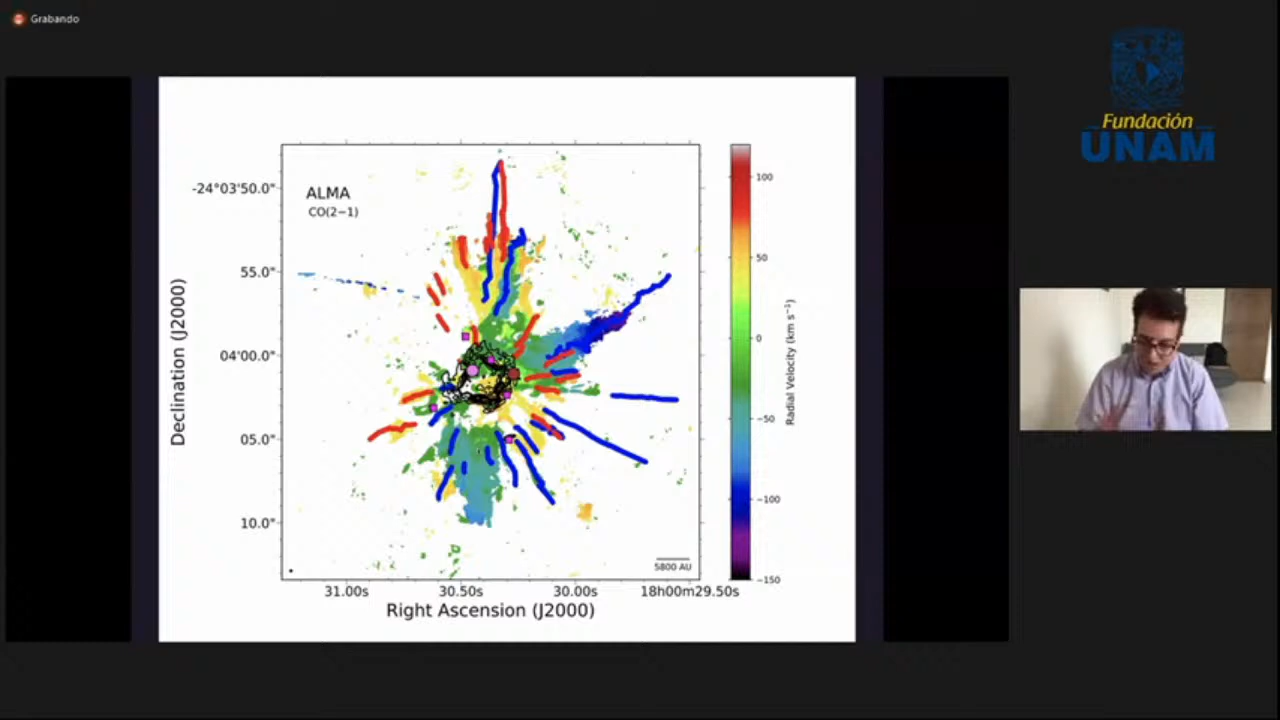 Grabando
Fundación
UNAM
ALMA
CO(2−1)
-24°03'50.0"
55.0"
04'00.0"
05.0"
10.0"
Declination (J2000)
31.00s
30.50s
30.00s
18h00m29.50s
Right Ascension (J2000)
5800 AU
100
50
0
−50
−100
−150
Radial Velocity (km s⁻¹)